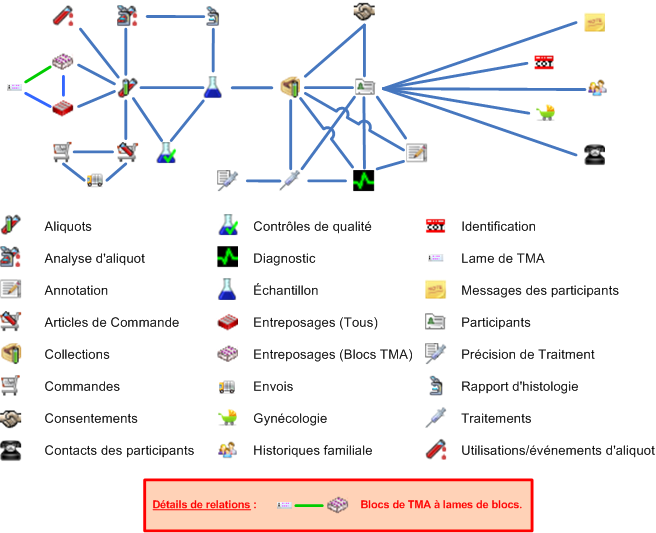 Aliquots
Contrôles de qualité
Identification
Analyse d'aliquot
Diagnostic
Lame de TMA
Annotation
Échantillon
Messages des participants
Articles de Commande
Entreposages (Tous)
Participants
Collections
Entreposages (Blocs TMA)
Précision de Traitement
Commandes
Envois
Rapport d'histologie
Consentements
Gynécologie
Traitements
Contacts des participants
Historiques familiale
Utilisations/événements d'aliquot
Détails de relations : Blocs de TMA à lames de blocs.